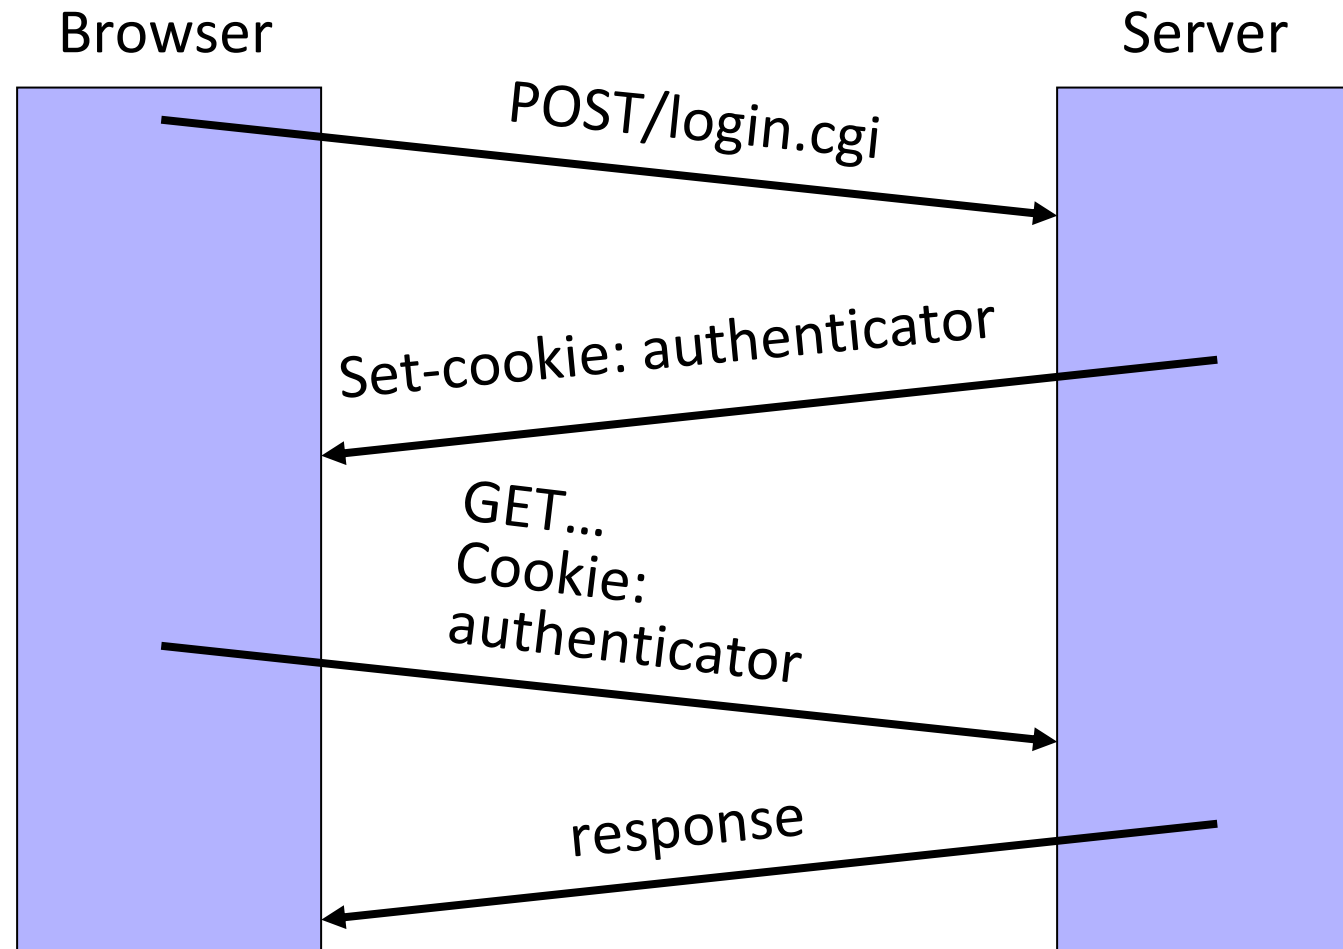 Browser
Server
POST/login.cgi
Set-cookie: authenticator
GET...
Cookie:
authenticator
response